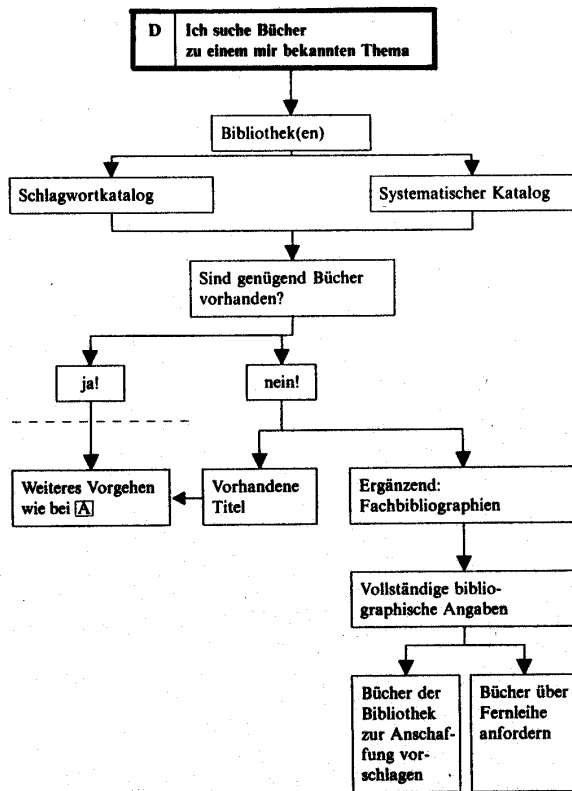 D Ich suche Bücher
zu einem mir bekannten Thema
Bibliothek(en)
Schlagwortkatalog
Systematischer Katalog
Sind genügend Bücher
vorhanden?
ja!
nein!
Weiteres Vorgehen
wie bei A
Vorhandene
Titel
Ergänzend:
Fachbibliographien
Vollständige biblio-
graphische Angaben
Bücher der
Bibliothek
zur Anschaf-
fung vor-
schlagen
Bücher über
Fernleihe
anfordern